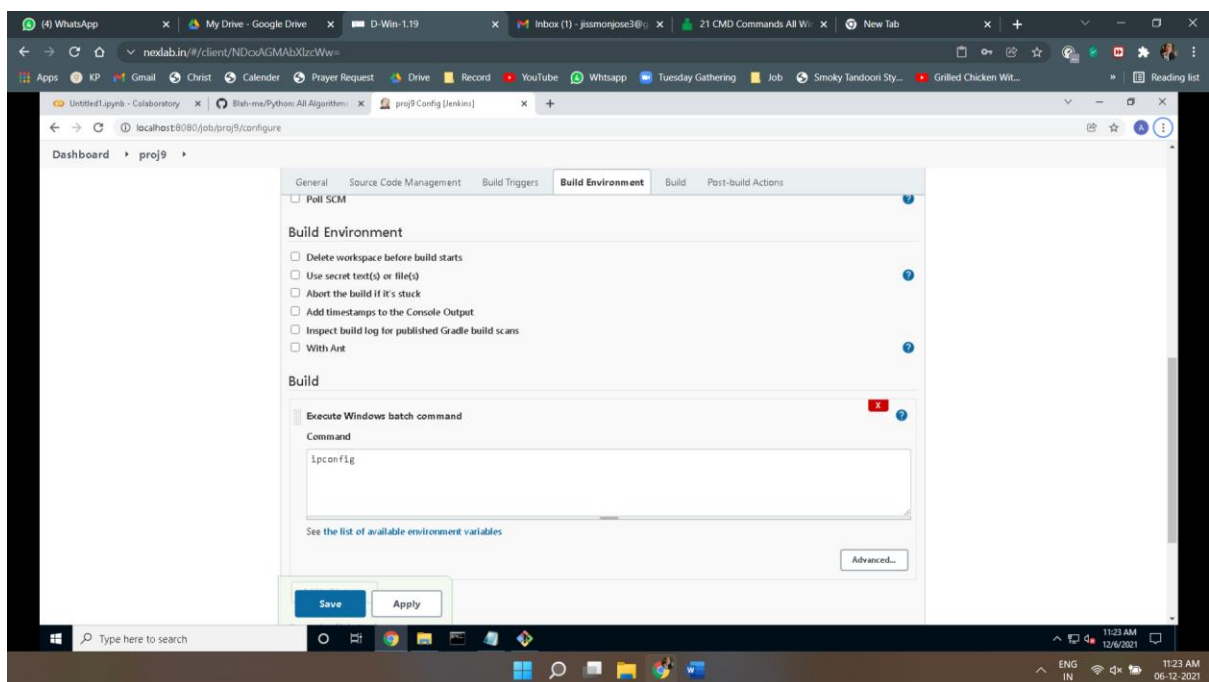 (4) WhatsApp
My Drive - Google Drive
D-Win-1.19
Inbox (1) - jissmonjose3@g
21 CMD Commands All Wi
New Tab
nexlab.in/#/client/NDcxAGMAbXlzcWw=
Apps KP Gmail Christ Calender Prayer Request Drive Record YouTube Whtsapp Tuesday Gathering Job Smoky Tandoori Sty... Grilled Chicken Wit... » Reading list
Untitled1.ipynb - Colaboratory
Blah-me/Python: All Algorithm
proj9 Config [Jenkins]
localhost:8080/job/proj9/configure
A
Dashboard proj9
General Source Code Management Build Triggers Build Environment Build Post-build Actions
Poll SCM
Build Environment
Delete workspace before build starts
Use secret text(s) or file(s)
Abort the build if it's stuck
Add timestamps to the Console Output
Inspect build log for published Gradle build scans
With Ant
Build
X
Execute Windows batch command
Command
ipconfig
See the list of available environment variables
Advanced...
Save Apply
Type here to search
11:23 AM
12/6/2021
ENG
IN
11:23 AM
06-12-2021